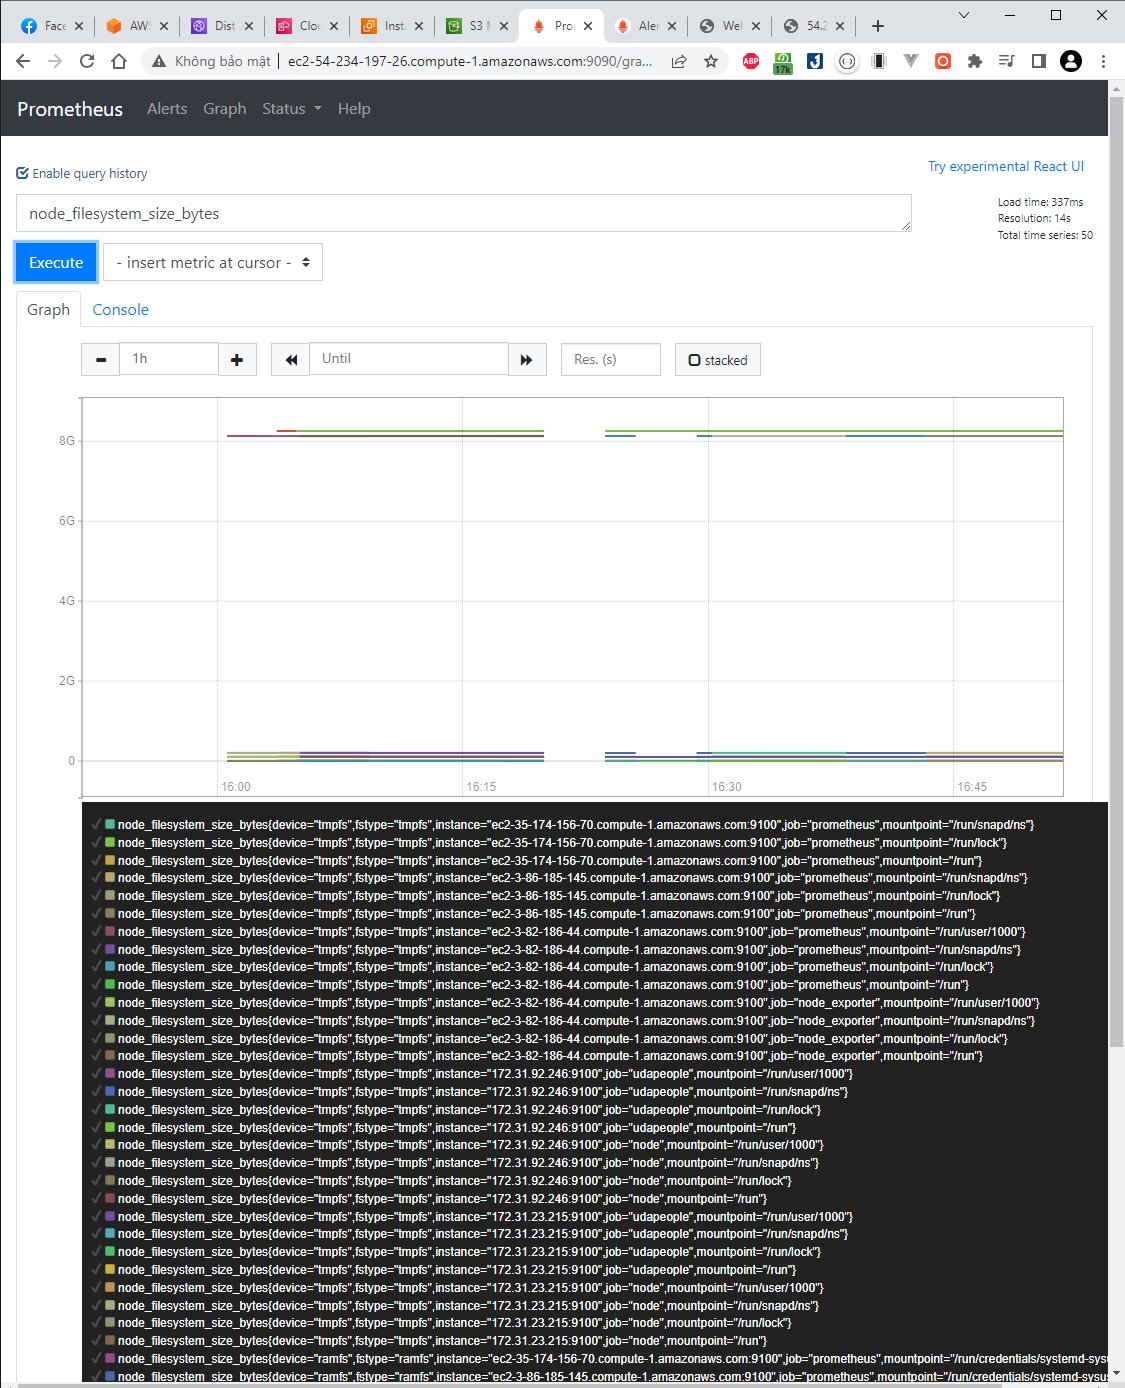 Face
AWS
Dist
Clou
Inst
S3 M
Pro
Aler
Wel
54.2
Không bảo mật
ec2-54-234-197-26.compute-1.amazonaws.com:9090/gra...
ABP
17k
Prometheus
Alerts
Graph
Status
Help
Enable query history
Try experimental React UI
node_filesystem_size_bytes
Load time: 337ms
Resolution: 14s
Total time series: 50
Execute
- insert metric at cursor -
Graph
Console
1h
Until
Res. (s)
stacked
8G
6G
4G
2G
0
16:00
16:15
16:30
16:45
node_filesystem_size_bytes{device="tmpfs",fstype="tmpfs",instance="ec2-35-174-156-70.compute-1.amazonaws.com:9100",job="prometheus",mountpoint="/run/snapd/ns"}
node_filesystem_size_bytes{device="tmpfs",fstype="tmpfs",instance="ec2-35-174-156-70.compute-1.amazonaws.com:9100",job="prometheus",mountpoint="/run/lock"}
node_filesystem_size_bytes{device="tmpfs",fstype="tmpfs",instance="ec2-35-174-156-70.compute-1.amazonaws.com:9100",job="prometheus",mountpoint="/run"}
node_filesystem_size_bytes{device="tmpfs",fstype="tmpfs",instance="ec2-3-86-185-145.compute-1.amazonaws.com:9100",job="prometheus",mountpoint="/run/snapd/ns"}
node_filesystem_size_bytes{device="tmpfs",fstype="tmpfs",instance="ec2-3-86-185-145.compute-1.amazonaws.com:9100",job="prometheus",mountpoint="/run/lock"}
node_filesystem_size_bytes{device="tmpfs",fstype="tmpfs",instance="ec2-3-86-185-145.compute-1.amazonaws.com:9100",job="prometheus",mountpoint="/run"}
node_filesystem_size_bytes{device="tmpfs",fstype="tmpfs",instance="ec2-3-82-186-44.compute-1.amazonaws.com:9100",job="prometheus",mountpoint="/run/user/1000"}
node_filesystem_size_bytes{device="tmpfs",fstype="tmpfs",instance="ec2-3-82-186-44.compute-1.amazonaws.com:9100",job="prometheus",mountpoint="/run/snapd/ns"}
node_filesystem_size_bytes{device="tmpfs",fstype="tmpfs",instance="ec2-3-82-186-44.compute-1.amazonaws.com:9100",job="prometheus",mountpoint="/run/lock"}
node_filesystem_size_bytes{device="tmpfs",fstype="tmpfs",instance="ec2-3-82-186-44.compute-1.amazonaws.com:9100",job="prometheus",mountpoint="/run"}
node_filesystem_size_bytes{device="tmpfs",fstype="tmpfs",instance="ec2-3-82-186-44.compute-1.amazonaws.com:9100",job="node_exporter",mountpoint="/run/user/1000"}
node_filesystem_size_bytes{device="tmpfs",fstype="tmpfs",instance="ec2-3-82-186-44.compute-1.amazonaws.com:9100",job="node_exporter",mountpoint="/run/snapd/ns"}
node_filesystem_size_bytes{device="tmpfs",fstype="tmpfs",instance="ec2-3-82-186-44.compute-1.amazonaws.com:9100",job="node_exporter",mountpoint="/run/lock"}
node_filesystem_size_bytes{device="tmpfs",fstype="tmpfs",instance="ec2-3-82-186-44.compute-1.amazonaws.com:9100",job="node_exporter",mountpoint="/run"}
node_filesystem_size_bytes{device="tmpfs",fstype="tmpfs",instance="172.31.92.246:9100",job="udapeople",mountpoint="/run/user/1000"}
node_filesystem_size_bytes{device="tmpfs",fstype="tmpfs",instance="172.31.92.246:9100",job="udapeople",mountpoint="/run/snapd/ns"}
node_filesystem_size_bytes{device="tmpfs",fstype="tmpfs",instance="172.31.92.246:9100",job="udapeople",mountpoint="/run/lock"}
node_filesystem_size_bytes{device="tmpfs",fstype="tmpfs",instance="172.31.92.246:9100",job="udapeople",mountpoint="/run"}
node_filesystem_size_bytes{device="tmpfs",fstype="tmpfs",instance="172.31.92.246:9100",job="node",mountpoint="/run/user/1000"}
node_filesystem_size_bytes{device="tmpfs",fstype="tmpfs",instance="172.31.92.246:9100",job="node",mountpoint="/run/snapd/ns"}
node_filesystem_size_bytes{device="tmpfs",fstype="tmpfs",instance="172.31.92.246:9100",job="node",mountpoint="/run/lock"}
node_filesystem_size_bytes{device="tmpfs",fstype="tmpfs",instance="172.31.92.246:9100",job="node",mountpoint="/run"}
node_filesystem_size_bytes{device="tmpfs",fstype="tmpfs",instance="172.31.23.215:9100",job="udapeople",mountpoint="/run/user/1000"}
node_filesystem_size_bytes{device="tmpfs",fstype="tmpfs",instance="172.31.23.215:9100",job="udapeople",mountpoint="/run/snapd/ns"}
node_filesystem_size_bytes{device="tmpfs",fstype="tmpfs",instance="172.31.23.215:9100",job="udapeople",mountpoint="/run/lock"}
node_filesystem_size_bytes{device="tmpfs",fstype="tmpfs",instance="172.31.23.215:9100",job="udapeople",mountpoint="/run"}
node_filesystem_size_bytes{device="tmpfs",fstype="tmpfs",instance="172.31.23.215:9100",job="node",mountpoint="/run/user/1000"}
node_filesystem_size_bytes{device="tmpfs",fstype="tmpfs",instance="172.31.23.215:9100",job="node",mountpoint="/run/snapd/ns"}
node_filesystem_size_bytes{device="tmpfs",fstype="tmpfs",instance="172.31.23.215:9100",job="node",mountpoint="/run/lock"}
node_filesystem_size_bytes{device="tmpfs",fstype="tmpfs",instance="172.31.23.215:9100",job="node",mountpoint="/run"}
node_filesystem_size_bytes{device="ramfs",fstype="ramfs",instance="ec2-35-174-156-70.compute-1.amazonaws.com:9100",job="prometheus",mountpoint="/run/credentials/systemd-sysu
node_filesystem_size_bytes{device="ramfs",fstype="ramfs",instance="ec2-3-86-185-145.compute-1.amazonaws.com:9100",job="prometheus",mountpoint="/run/credentials/systemd-sysus